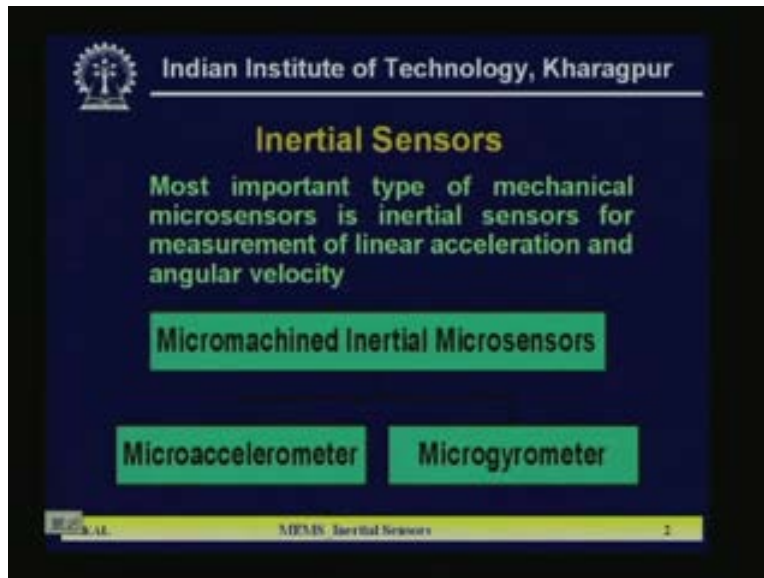 Indian Institute of Technology, Kharagpur
Inertial Sensors
Most important type of mechanical
microsensors is inertial sensors for
measurement of linear acceleration and
angular velocity
Micromachined Inertial Microsensors
Microaccelerometer Microgyrometer
KAL MEMS Inertial Sensors 2